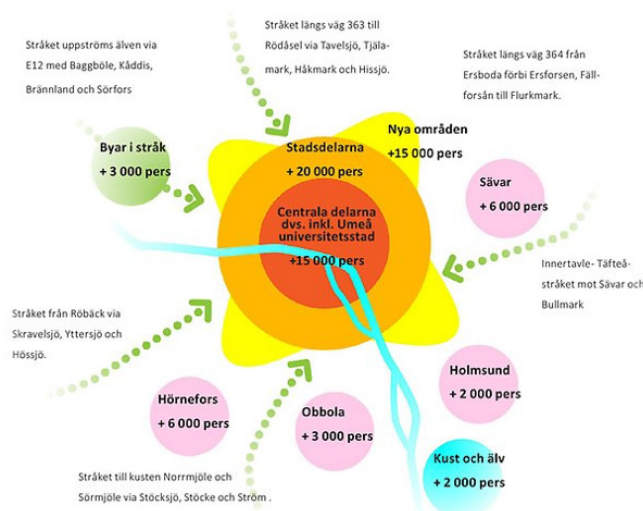 Stråket uppströms älven via
E12 med Baggböle, Kåddis,
Brännland och Sörfors
Stråket längs väg 363 till
Rödåsel via Tavelsjö, Tjäla-
mark, Håkmark och Hissjö.
Stråket längs väg 364 från
Ersboda förbi Ersforsen, Fäll-
forsån till Flurkmark.
Byar i stråk
+ 3 000 pers
Stadsdelarna
+ 20 000 pers
Nya områden
+15 000 pers
Sävar
+ 6 000 pers
Centrala delarna
dvs. inkl. Umeå
universitetsstad
+15 000 pers
Innertavle- Täfteå-
stråket mot Sävar och
Bullmark
Stråket från Röbäck via
Skravelsjö, Yttersjö och
Hössjö.
Hörnefors
+ 6 000 pers
Obbola
+ 3 000 pers
Holmsund
+ 2 000 pers
Kust och älv
+ 2 000 pers
Stråket till kusten Norrmjöle och
Sörmjöle via Stöcksjö, Stöcke och Ström .